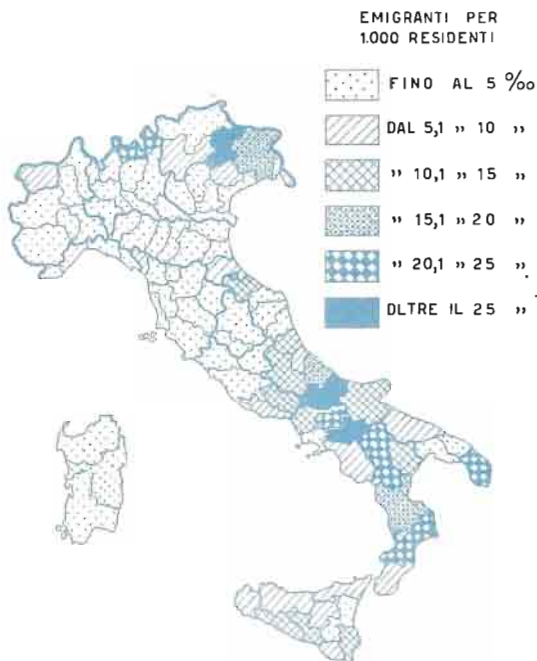 EMIGRANTI PER
1.000 RESIDENTI
FINO AL 5 ‰
DAL 5,1 " 10 "
" 10,1 " 15 "
" 15,1 " 20 "
" 20,1 " 25 "
OLTRE IL 25 "